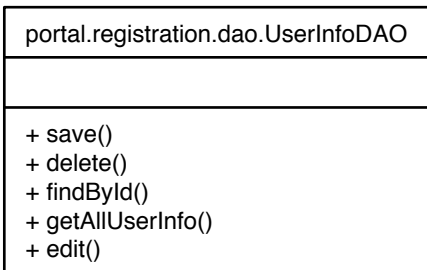 portal.registration.dao.UserInfoDAO
+ save()
+ delete()
+ findById()
+ getAllUserInfo()
+ edit()